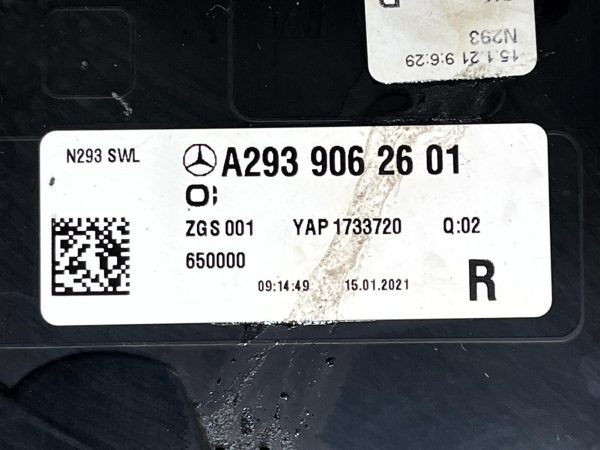 N293
15.1.21 9:6:29
N293 SWL
A293 906 26 01
ZGS 001 YAP 1733720 Q:02
650000
09:14:49 15.01.2021
R